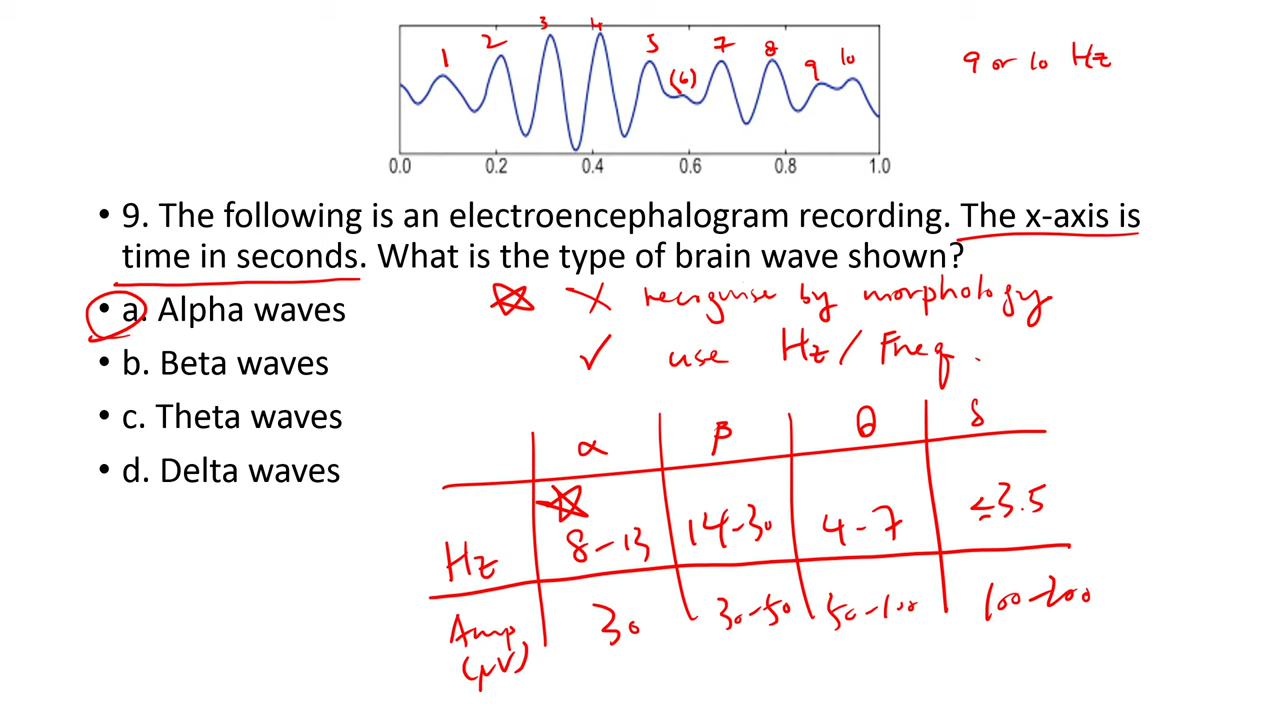 1 2 3 4 5 (6) 7 8 9 10
9 or 10 Hz
0.0 0.2 0.4 0.6 0.8 1.0
• 9. The following is an electroencephalogram recording. The x-axis is
time in seconds. What is the type of brain wave shown?
• a. Alpha waves
☆ ✗ recognise by morphology
• b. Beta waves
✓ use Hz / Freq.
• c. Theta waves
• d. Delta waves
α β θ δ
Hz ☆ 8-13 14-30 4-7 ≤3.5
Amp (μV) 30 30-50 50-100 100-200